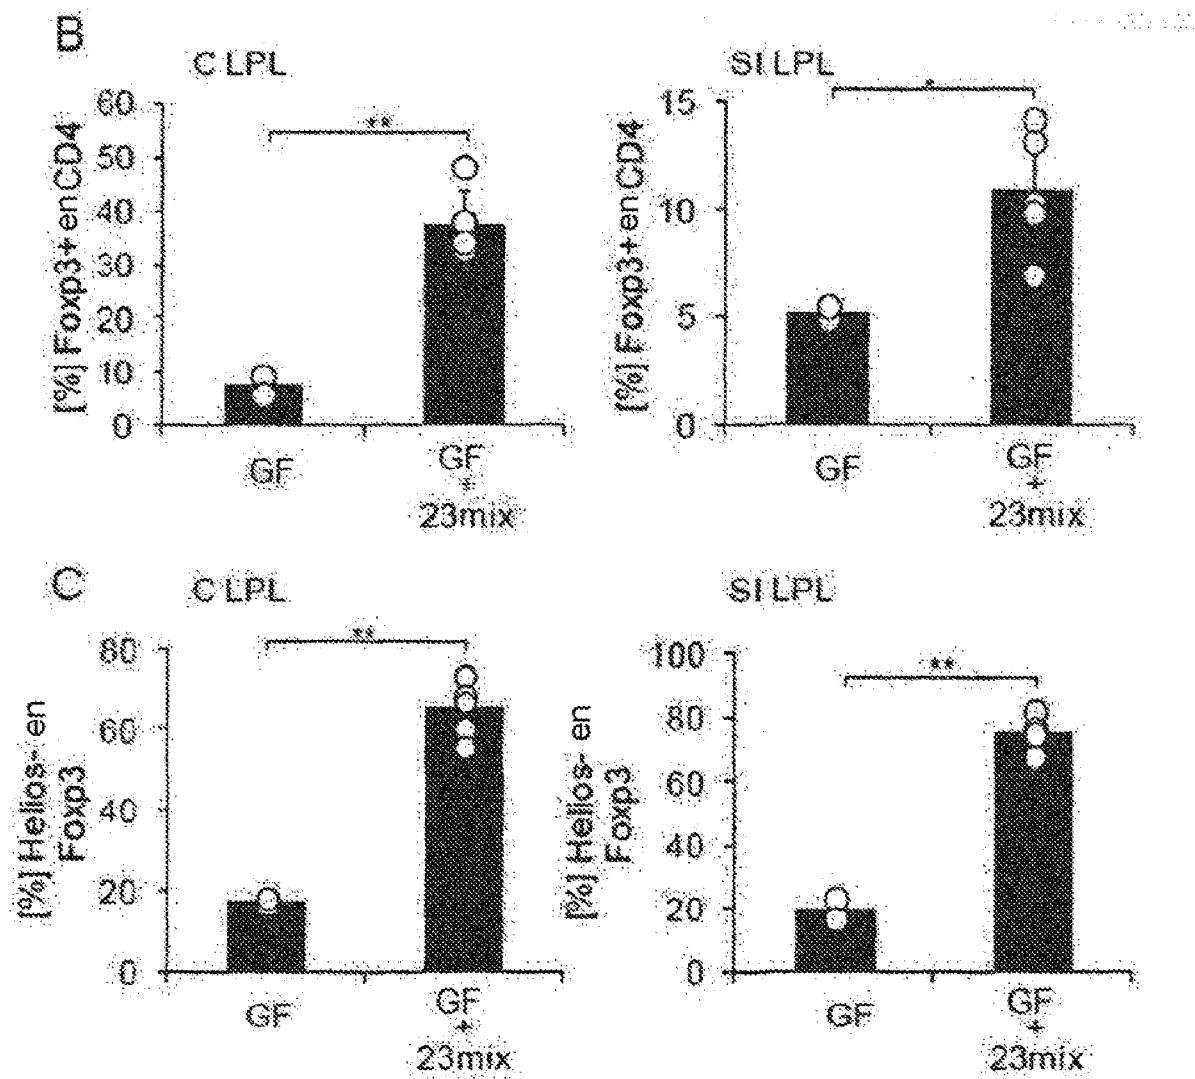 B
C LPL
SI LPL
[%] Foxp3+ en CD4
60
50
40
30
20
10
0
**
GF
GF
+
23mix
[%] Foxp3+ en CD4
15
10
5
0
*
GF
GF
+
23mix
C
C LPL
SI LPL
[%] Helios- en
Foxp3
80
60
40
20
0
**
GF
GF
+
23mix
[%] Helios- en
Foxp3
100
80
60
40
20
0
**
GF
GF
+
23mix